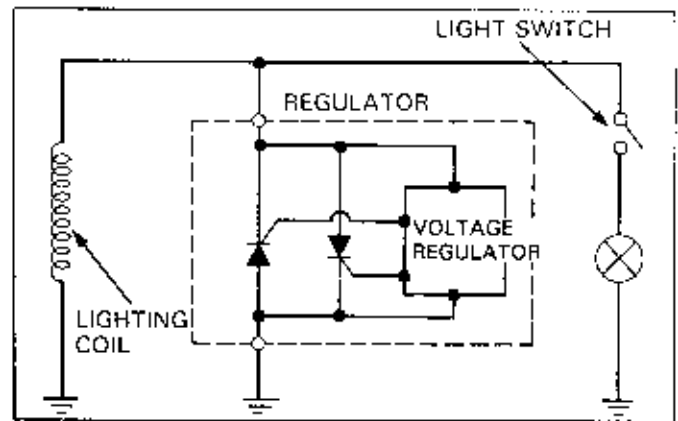 LIGHT SWITCH
REGULATOR
VOLTAGE
REGULATOR
LIGHTING
COIL